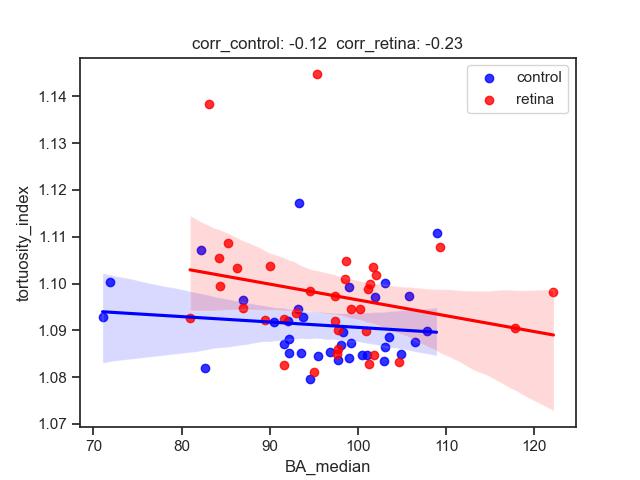 corr_control: -0.12  corr_retina: -0.23
control
retina
1.14
1.13
1.12
1.11
1.10
1.09
1.08
1.07
tortuosity_index
70 80 90 100 110 120
BA_median